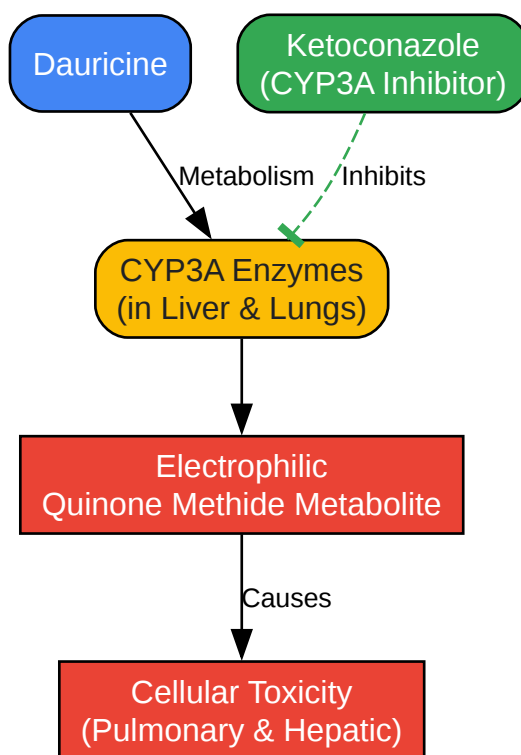 Dauricine
Ketoconazole
(CYP3A Inhibitor)
Metabolism
Inhibits
CYP3A Enzymes
(in Liver & Lungs)
Electrophilic
Quinone Methide Metabolite
Causes
Cellular Toxicity
(Pulmonary & Hepatic)